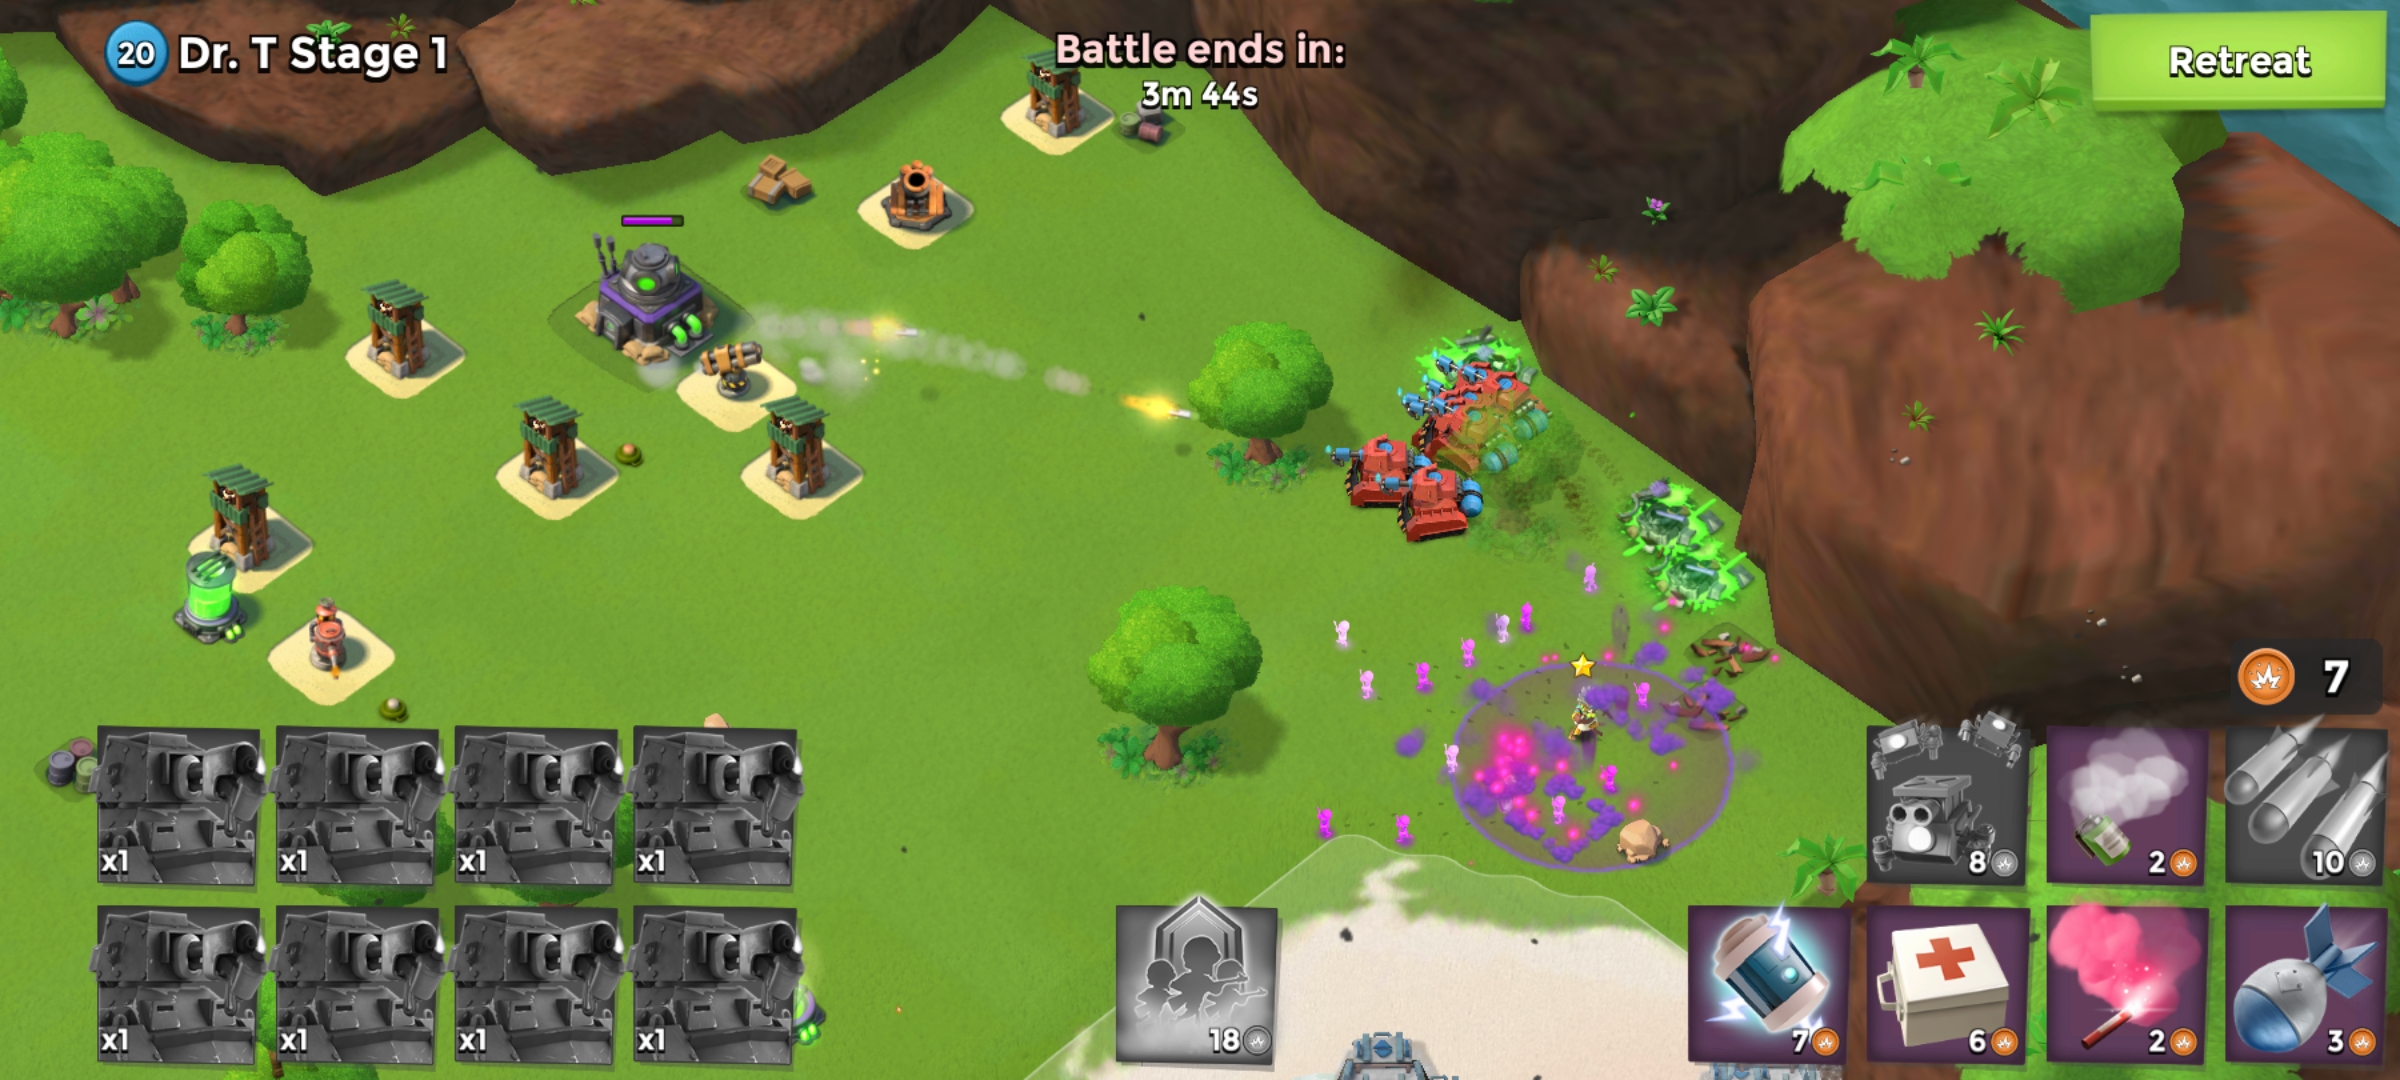 20 Dr. T Stage 1
Battle ends in:
3m 44s
Retreat
7
x1 x1 x1 x1
8 2 10
x1 x1 x1 x1
18 7 6 2 3